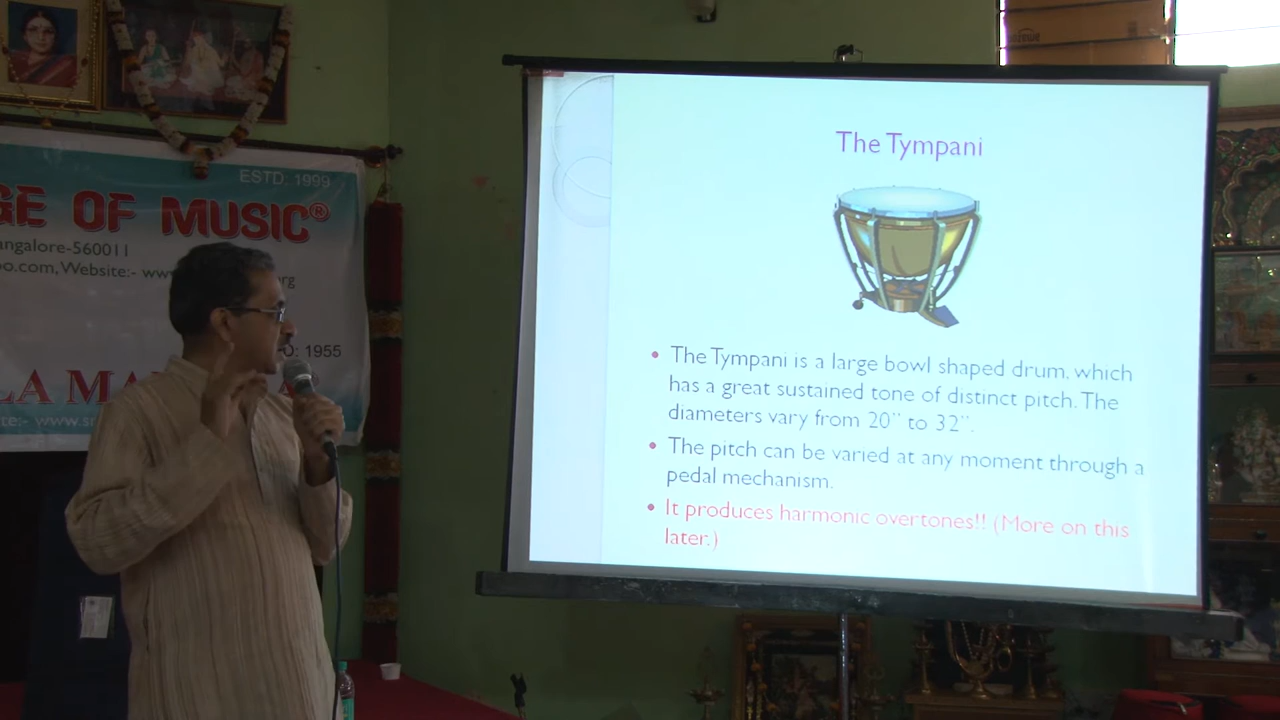 ESTD: 1999
GE OF MUSIC®
angalore-560011
oo.com, Website:- www
rg
O: 1955
LA MA
te:- www.sr
The Tympani
• The Tympani is a large bowl shaped drum, which
has a great sustained tone of distinct pitch. The
diameters vary from 20" to 32".
• The pitch can be varied at any moment through a
pedal mechanism.
• It produces harmonic overtones!! (More on this
later.)